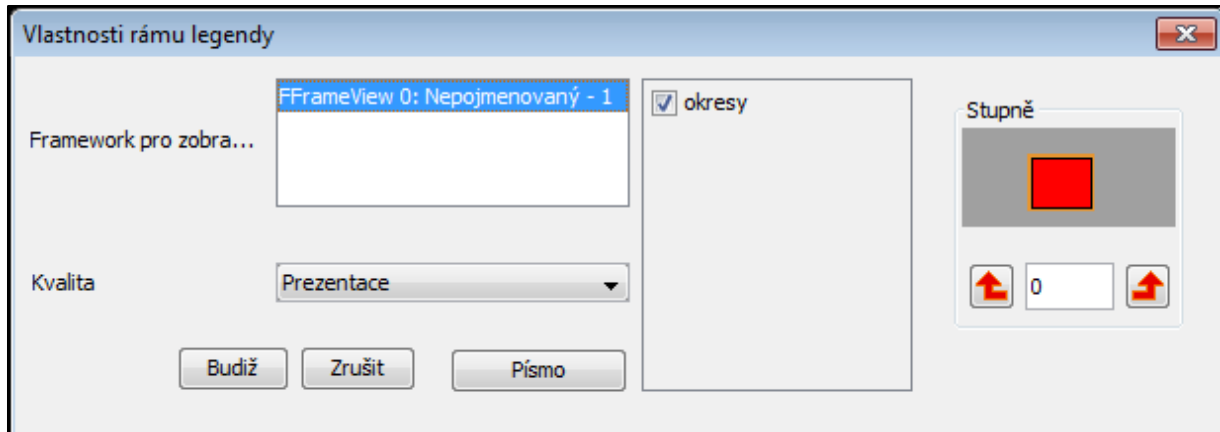 Vlastnosti rámu legendy
Framework pro zobra...
FFrameView 0: Nepojmenovaný - 1
okresy
Stupně
Kvalita
Prezentace
0
Budiž
Zrušit
Písmo